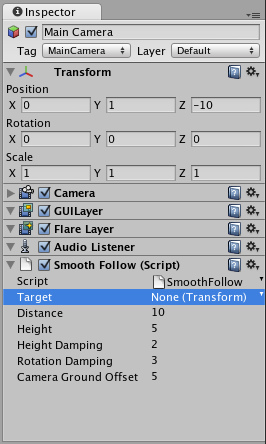 Inspector
Main Camera
Tag MainCamera Layer Default
Transform
Position
X 0 Y 1 Z -10
Rotation
X 0 Y 0 Z 0
Scale
X 1 Y 1 Z 1
Camera
GUILayer
Flare Layer
Audio Listener
Smooth Follow (Script)
Script SmoothFollow
Target None (Transform)
Distance 10
Height 5
Height Damping 2
Rotation Damping 3
Camera Ground Offset 5